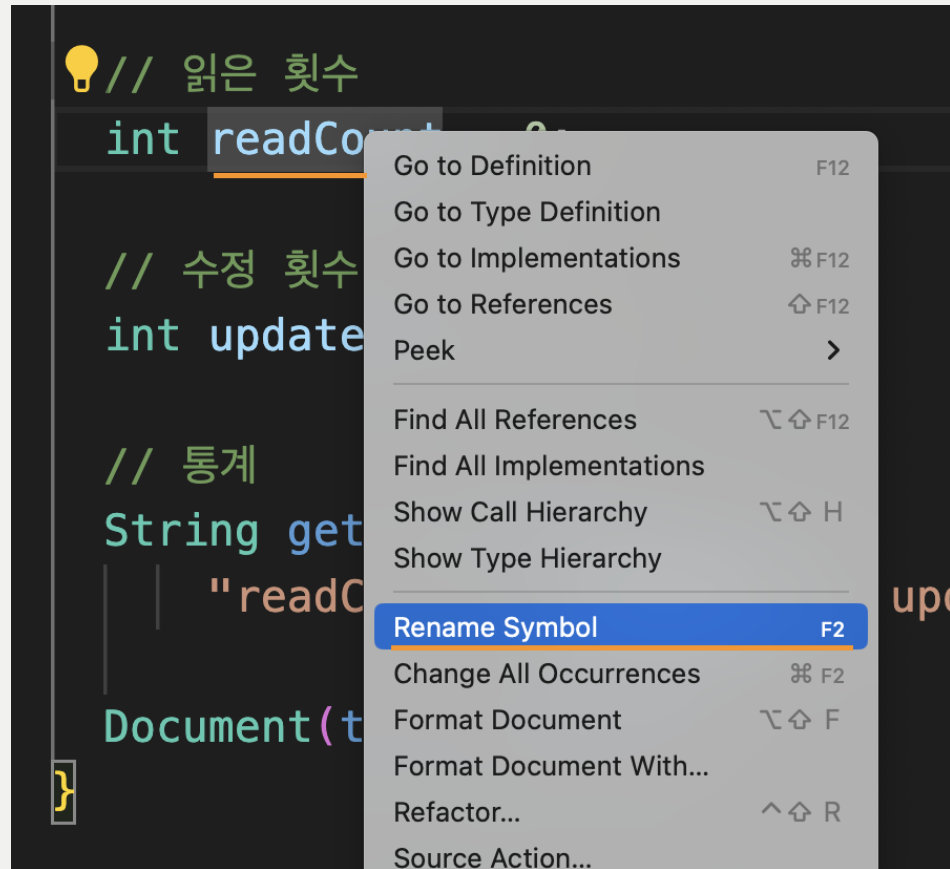 // 읽은 횟수
int readCount = 0;
// 수정 횟수
int update
// 통계
String get
"readC upd
Document(t
}
Go to Definition F12
Go to Type Definition
Go to Implementations ⌘F12
Go to References ⇧F12
Peek
Find All References ⌥⇧F12
Find All Implementations
Show Call Hierarchy ⌥⇧ H
Show Type Hierarchy
Rename Symbol F2
Change All Occurrences ⌘ F2
Format Document ⌥⇧ F
Format Document With...
Refactor... ^⇧ R
Source Action...